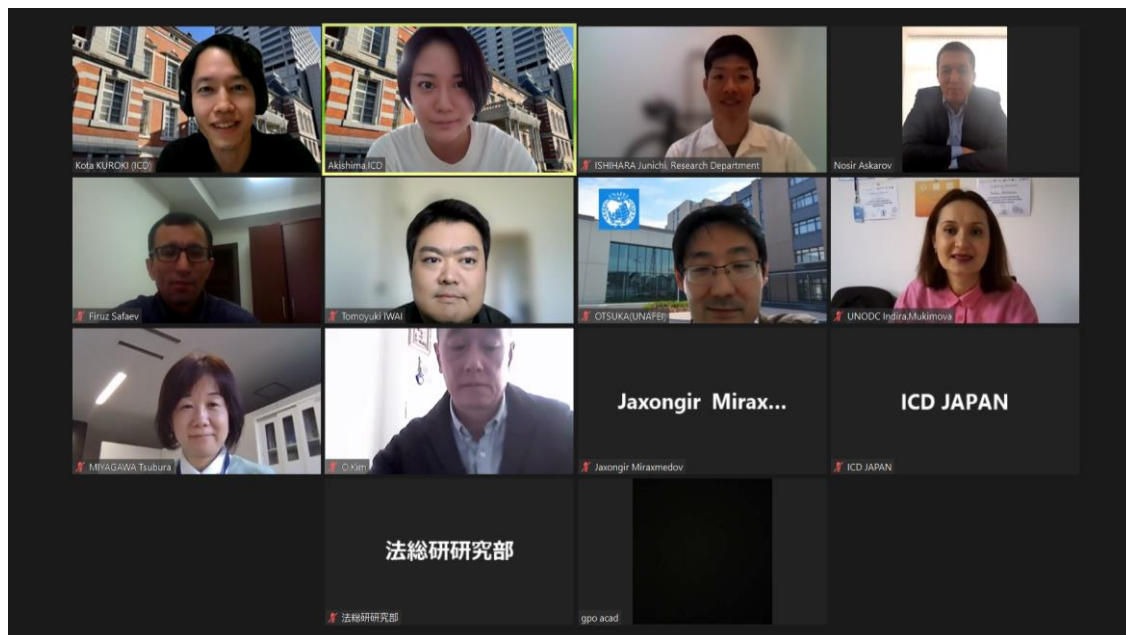 Kota KUROKI (ICD)
Akishima,ICD
ISHIHARA Junichi, Research Department
Nosir Askarov
Firuz Safaev
Tomoyuki IWAI
UNAFEI
OTSUKA(UNAFEI)
UNODC Indira,Mukimova
MIYAGAWA Tsubura
O Kim
Jaxongir Mirax...
Jaxongir Miraxmedov
ICD JAPAN
ICD JAPAN
法総研研究部
法総研研究部
gpo acad